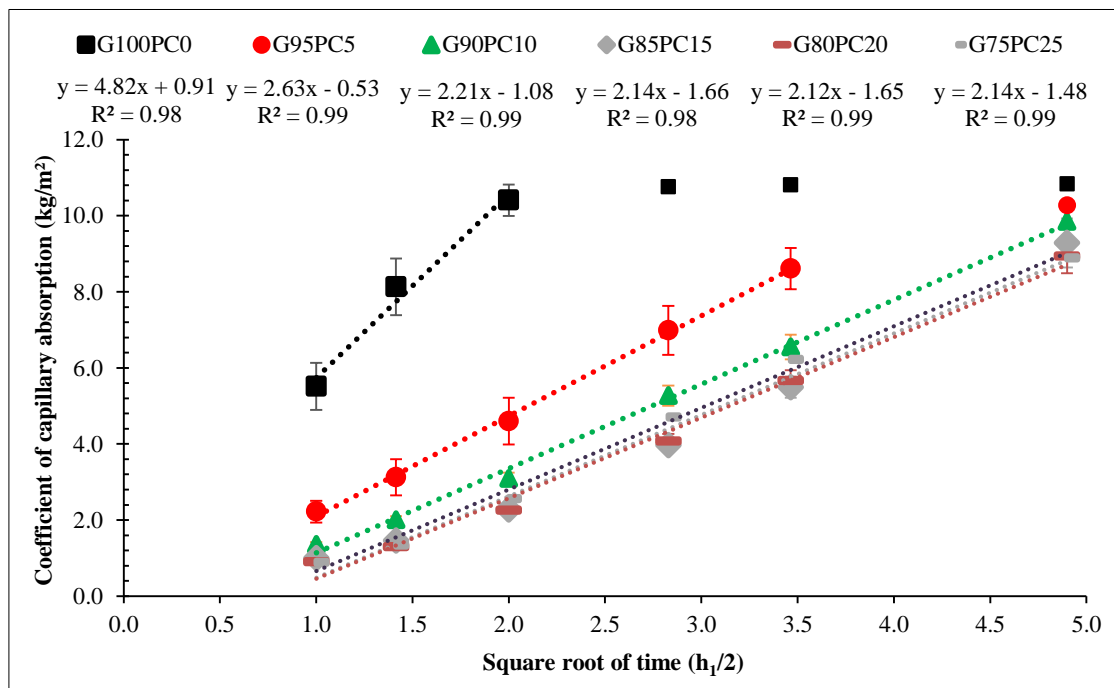 G100PC0 G95PC5 G90PC10 G85PC15 G80PC20 G75PC25
y = 4.82x + 0.91 y = 2.63x - 0.53 y = 2.21x - 1.08 y = 2.14x - 1.66 y = 2.12x - 1.65 y = 2.14x - 1.48
R² = 0.98 R² = 0.99 R² = 0.99 R² = 0.98 R² = 0.99 R² = 0.99
Coefficient of capillary absorption (kg/m²)
12.0
10.0
8.0
6.0
4.0
2.0
0.0
0.0 0.5 1.0 1.5 2.0 2.5 3.0 3.5 4.0 4.5 5.0
Square root of time (h₁/2)